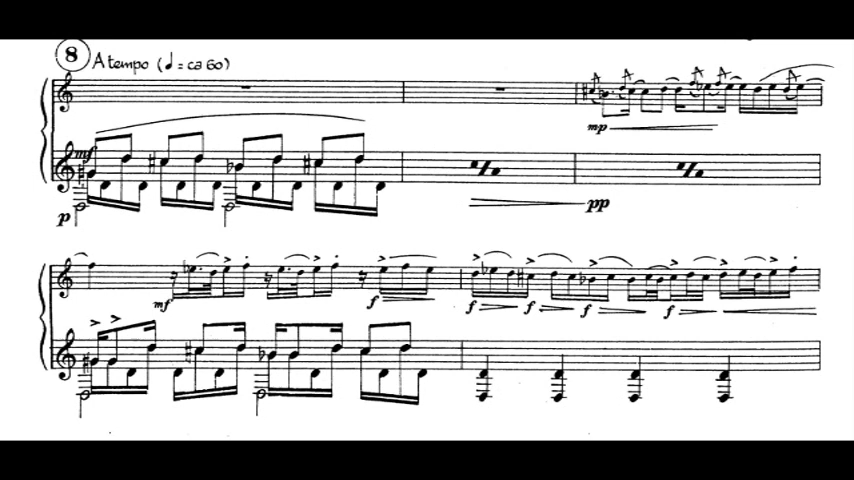 8 A tempo (𝅗𝅥 = ca 60)
mp
mf
p
pp
mf f
f f f f